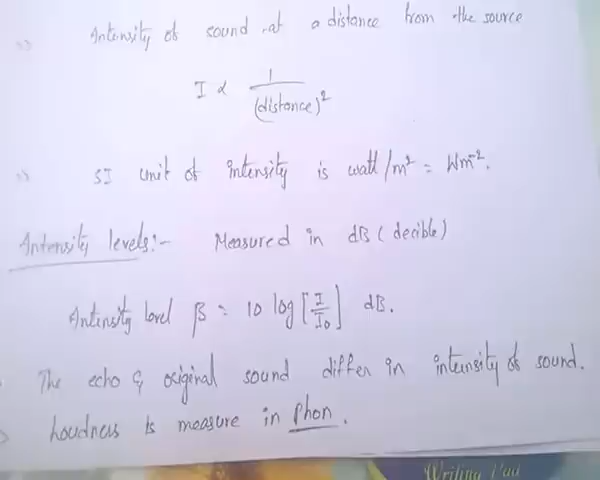 Intensity of sound at a distance from the source
I ∝ 1/(distance)²
SI unit of intensity is watt/m² = Wm⁻².
Intensity levels:- Measured in dB (decible)
Intensity level β = 10 log [I/I₀] dB.
The echo & original sound differ in intensity of sound.
Loudness is measure in phon.
Writing Pad